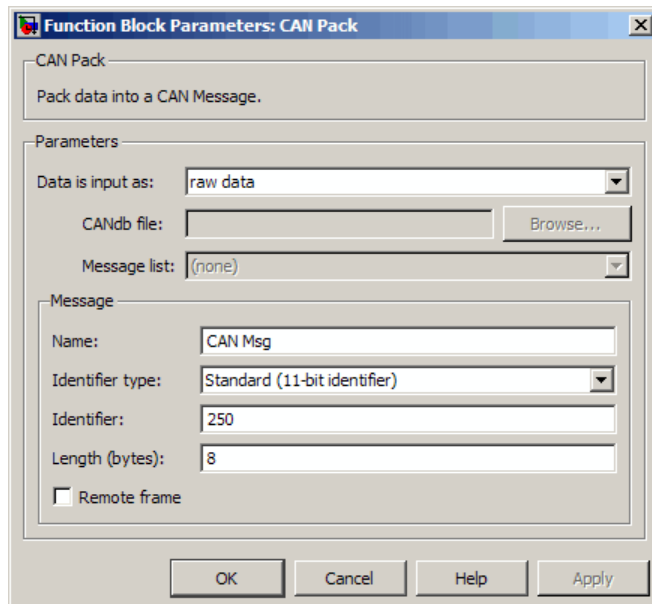 Function Block Parameters: CAN Pack
CAN Pack
Pack data into a CAN Message.
Parameters
Data is input as: raw data
CANdb file: Browse...
Message list: (none)
Message
Name: CAN Msg
Identifier type: Standard (11-bit identifier)
Identifier: 250
Length (bytes): 8
Remote frame
OK Cancel Help Apply